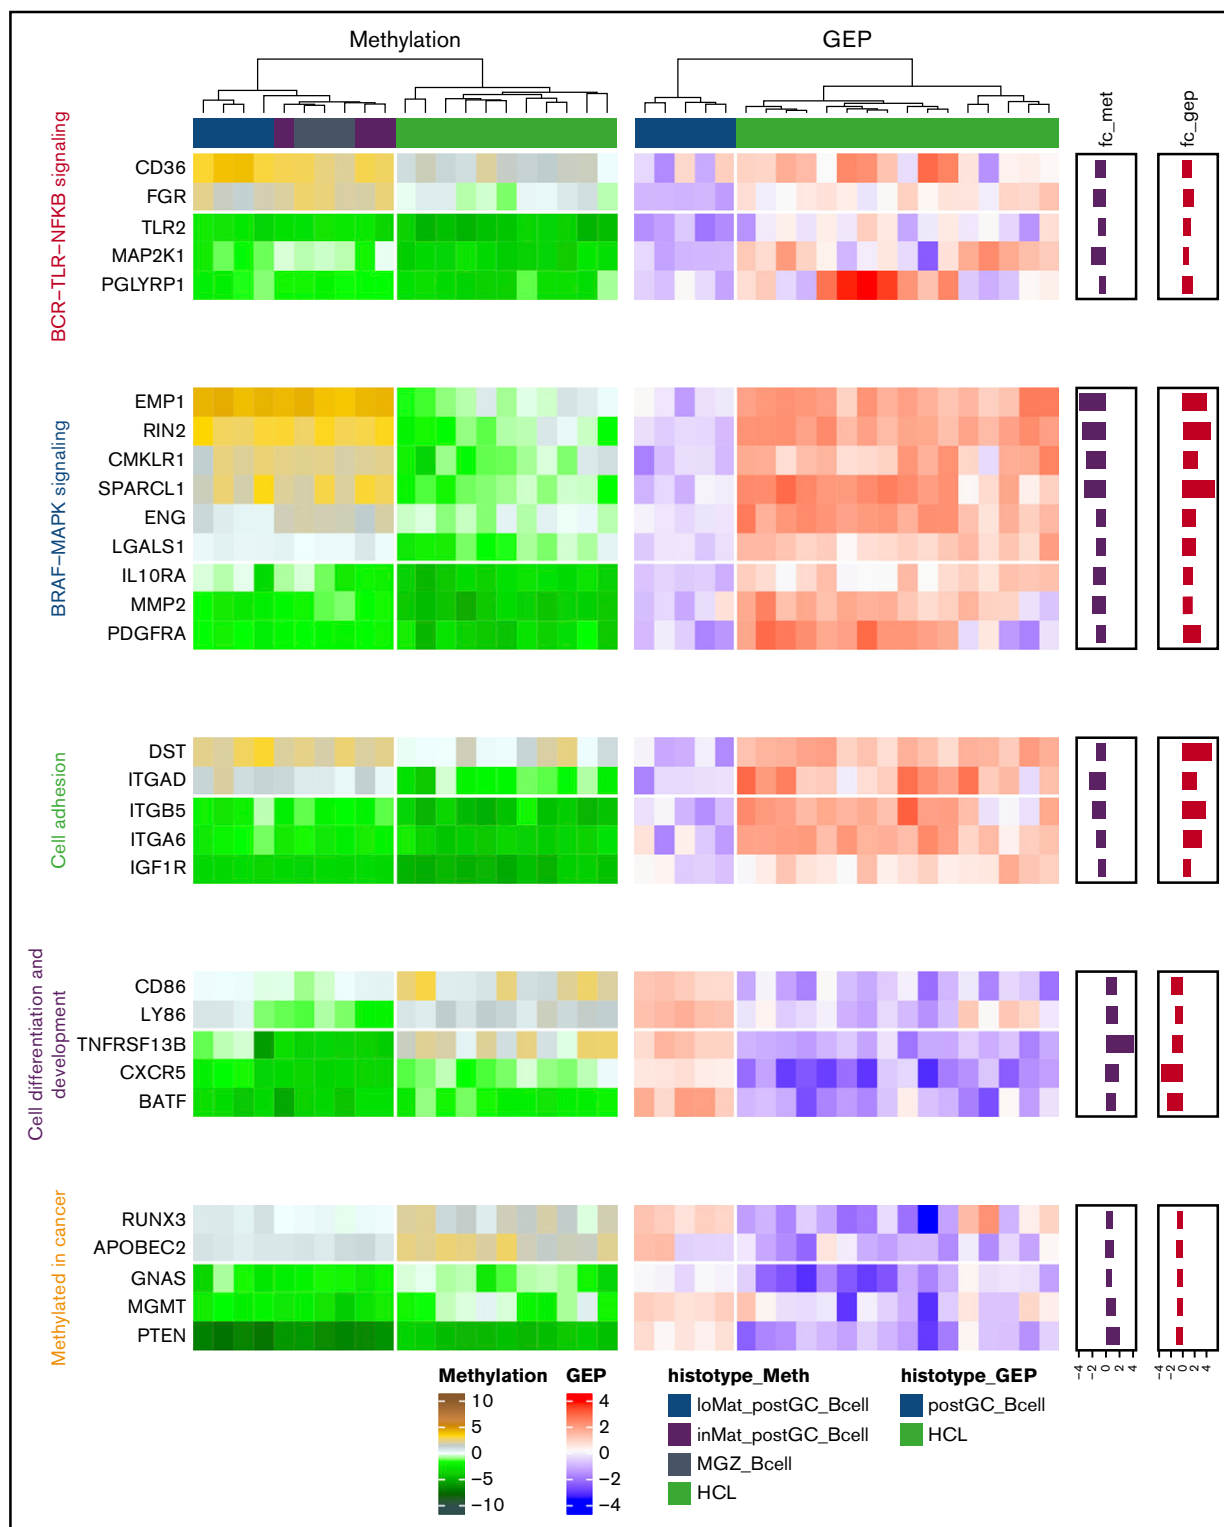 Methylation
GEP
fc_met
fc_gep
BCR–TLR–NFKB signaling
CD36
FGR
TLR2
MAP2K1
PGLYRP1
BRAF–MAPK signaling
EMP1
RIN2
CMKLR1
SPARCL1
ENG
LGALS1
IL10RA
MMP2
PDGFRA
Cell adhesion
DST
ITGAD
ITGB5
ITGA6
IGF1R
Cell differentiation and
development
CD86
LY86
TNFRSF13B
CXCR5
BATF
Methylated in cancer
RUNX3
APOBEC2
GNAS
MGMT
PTEN
−4 −2 0 2 4
−4 −2 0 2 4
Methylation
10
5
0
−5
−10
GEP
4
2
0
−2
−4
histotype_Meth
loMat_postGC_Bcell
inMat_postGC_Bcell
MGZ_Bcell
HCL
histotype_GEP
postGC_Bcell
HCL